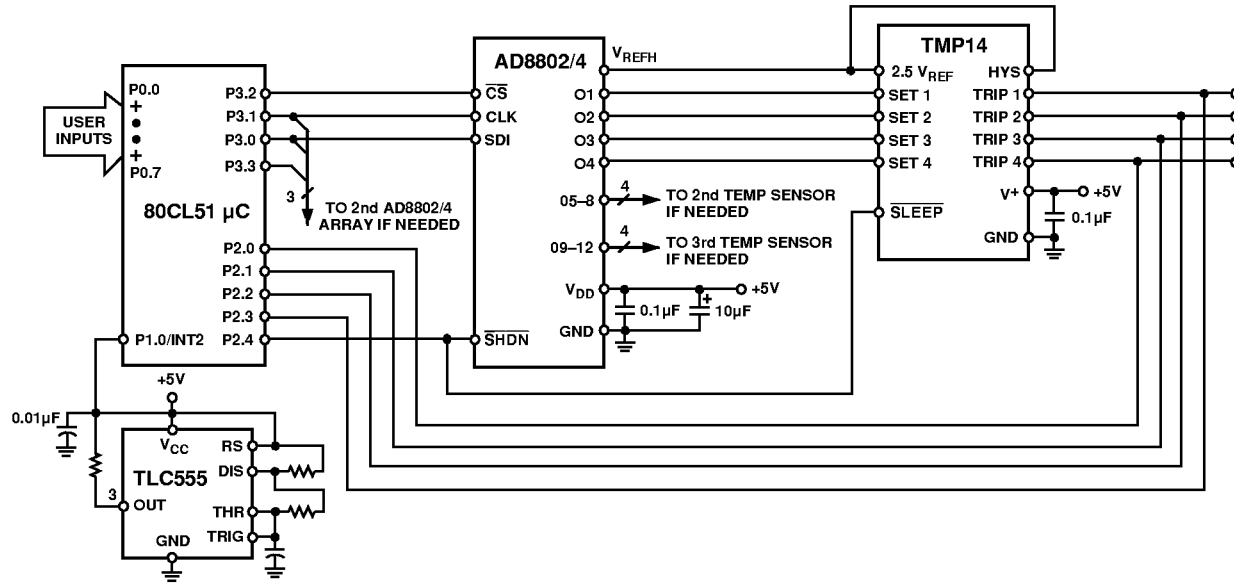 USER
INPUTS
P0.0
+
+
P0.7
80CL51 µC
P3.2
P3.1
P3.0
P3.3
3
TO 2nd AD8802/4
ARRAY IF NEEDED
P2.0
P2.1
P2.2
P2.3
P2.4
P1.0/INT2
AD8802/4
CS
CLK
SDI
SHDN
VREFH
O1
O2
O3
O4
05–8
4
TO 2nd TEMP SENSOR
IF NEEDED
09–12
4
TO 3rd TEMP SENSOR
IF NEEDED
VDD
+5V
0.1µF
+
10µF
GND
TMP14
2.5 VREF
SET 1
SET 2
SET 3
SET 4
SLEEP
HYS
TRIP 1
TRIP 2
TRIP 3
TRIP 4
V+
+5V
0.1µF
GND
+5V
0.01µF
VCC
TLC555
RS
DIS
THR
TRIG
3
OUT
GND